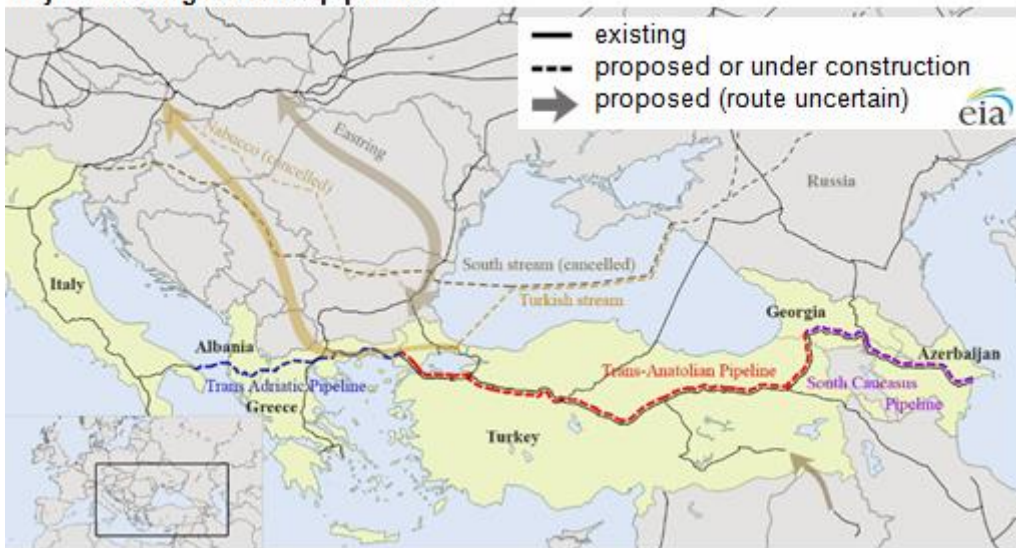 existing
proposed or under construction
proposed (route uncertain)
eia
Nabucco (cancelled)
Eastring
Russia
South stream (cancelled)
Turkish stream
Italy
Georgia
Albania
Azerbaijan
Trans Adriatic Pipeline
Trans-Anatolian Pipeline
South Caucasus
Pipeline
Greece
Turkey